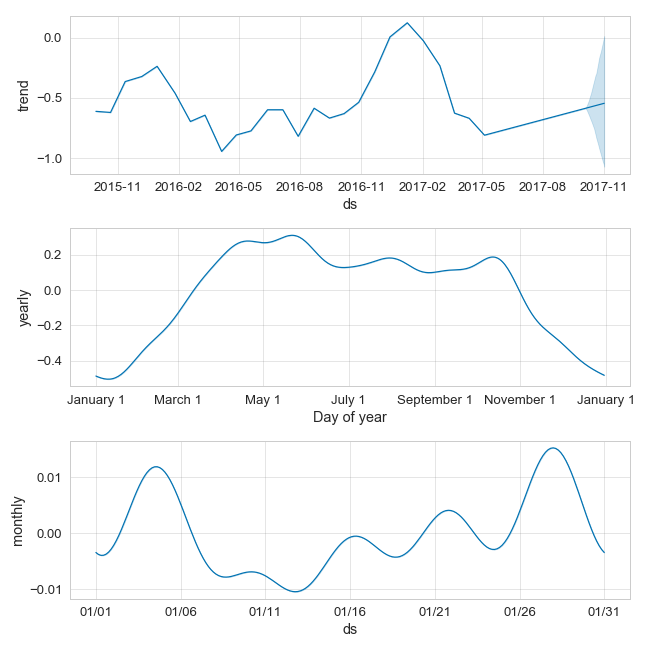 trend
0.0
−0.5
−1.0
2015-11 2016-02 2016-05 2016-08 2016-11 2017-02 2017-05 2017-08 2017-11
ds
yearly
0.2
0.0
−0.2
−0.4
January 1 March 1 May 1 July 1 September 1 November 1 January 1
Day of year
monthly
0.01
0.00
−0.01
01/01 01/06 01/11 01/16 01/21 01/26 01/31
ds